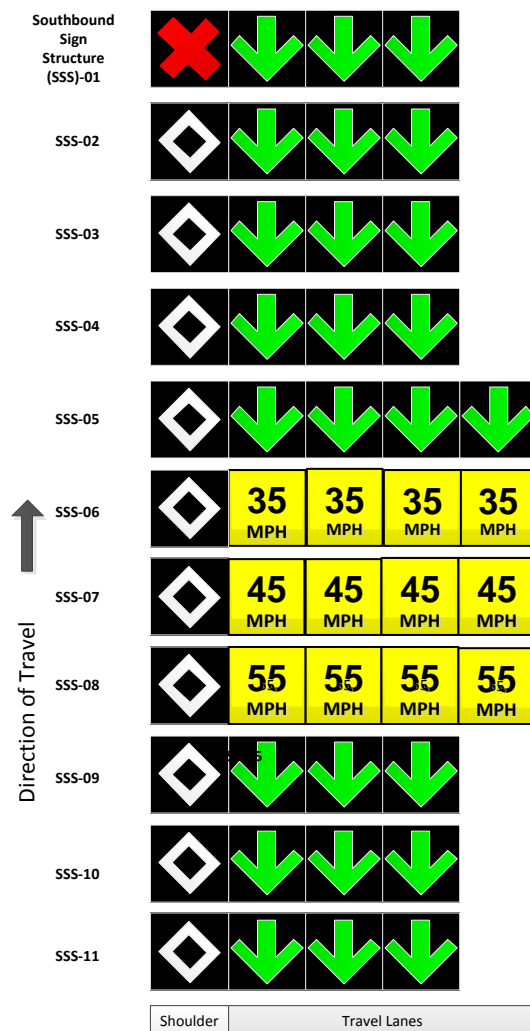 Southbound
Sign
Structure
(SSS)-01
SSS-02
SSS-03
SSS-04
SSS-05
SSS-06
35 MPH 35 MPH 35 MPH 35 MPH
SSS-07
45 MPH 45 MPH 45 MPH 45 MPH
SSS-08
55 MPH 55 MPH 55 MPH 55 MPH
SSS-09
SSS-10
SSS-11
Direction of Travel
Shoulder Travel Lanes